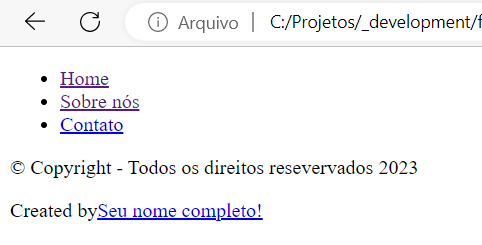 Arquivo | C:/Projetos/_development/f
Home
Sobre nós
Contato
© Copyright - Todos os direitos resevervados 2023
Created bySeu nome completo!